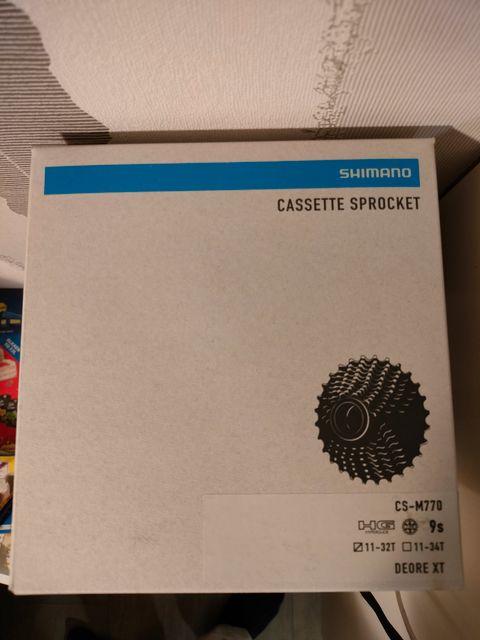 SHIMANO
CASSETTE SPROCKET
CS-M770
HG 9s
11-32T 11-34T
DEORE XT